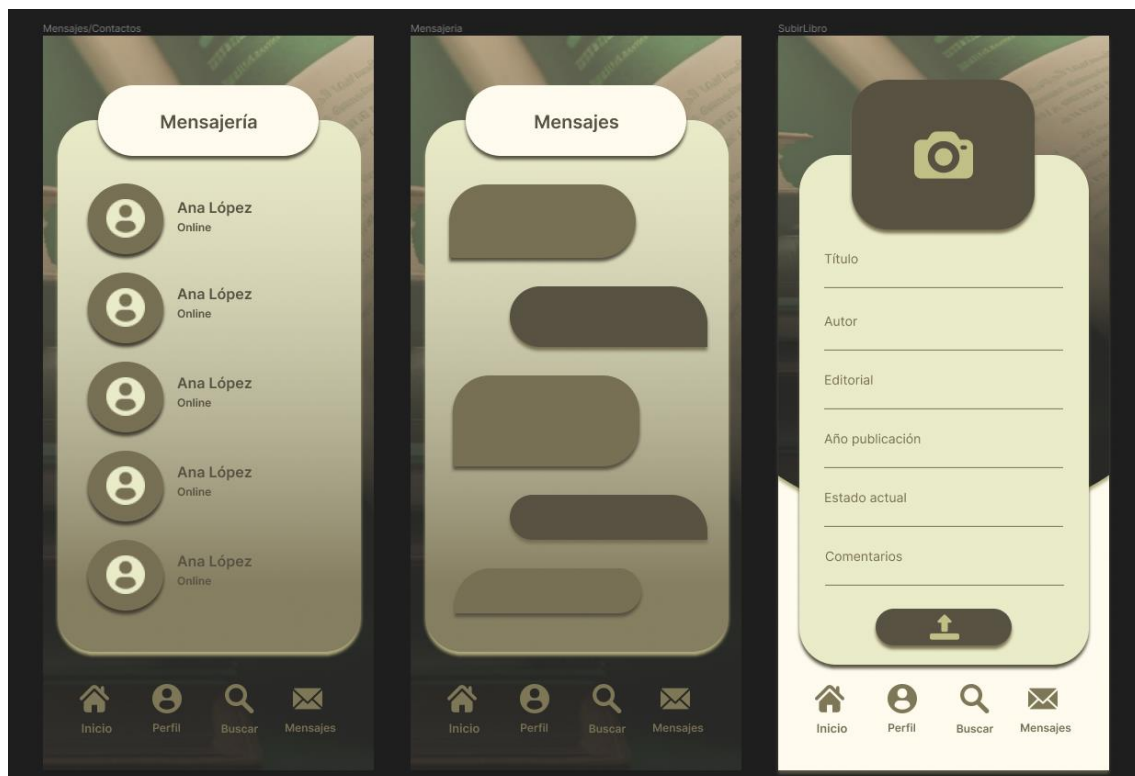 Mensajes/Contactos
Mensajería
Ana López
Online
Ana López
Online
Ana López
Online
Ana López
Online
Ana López
Online
Inicio
Perfil
Buscar
Mensajes
Mensajeria
Mensajes
Inicio
Perfil
Buscar
Mensajes
SubirLibro
Título
Autor
Editorial
Año publicación
Estado actual
Comentarios
Inicio
Perfil
Buscar
Mensajes